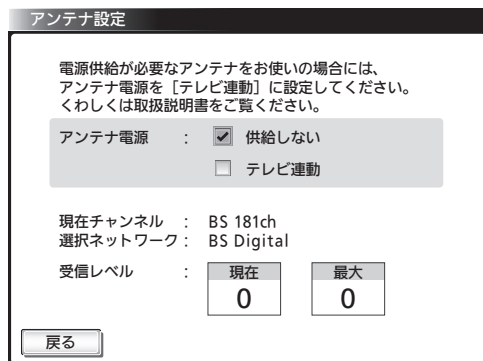 アンテナ設定
電源供給が必要なアンテナをお使いの場合には、
アンテナ電源を［テレビ連動］に設定してください。
くわしくは取扱説明書をご覧ください。
アンテナ電源 ： 供給しない
テレビ連動
現在チャンネル ： BS 181ch
選択ネットワーク： BS Digital
受信レベル ： 現在 最大
0 0
戻る